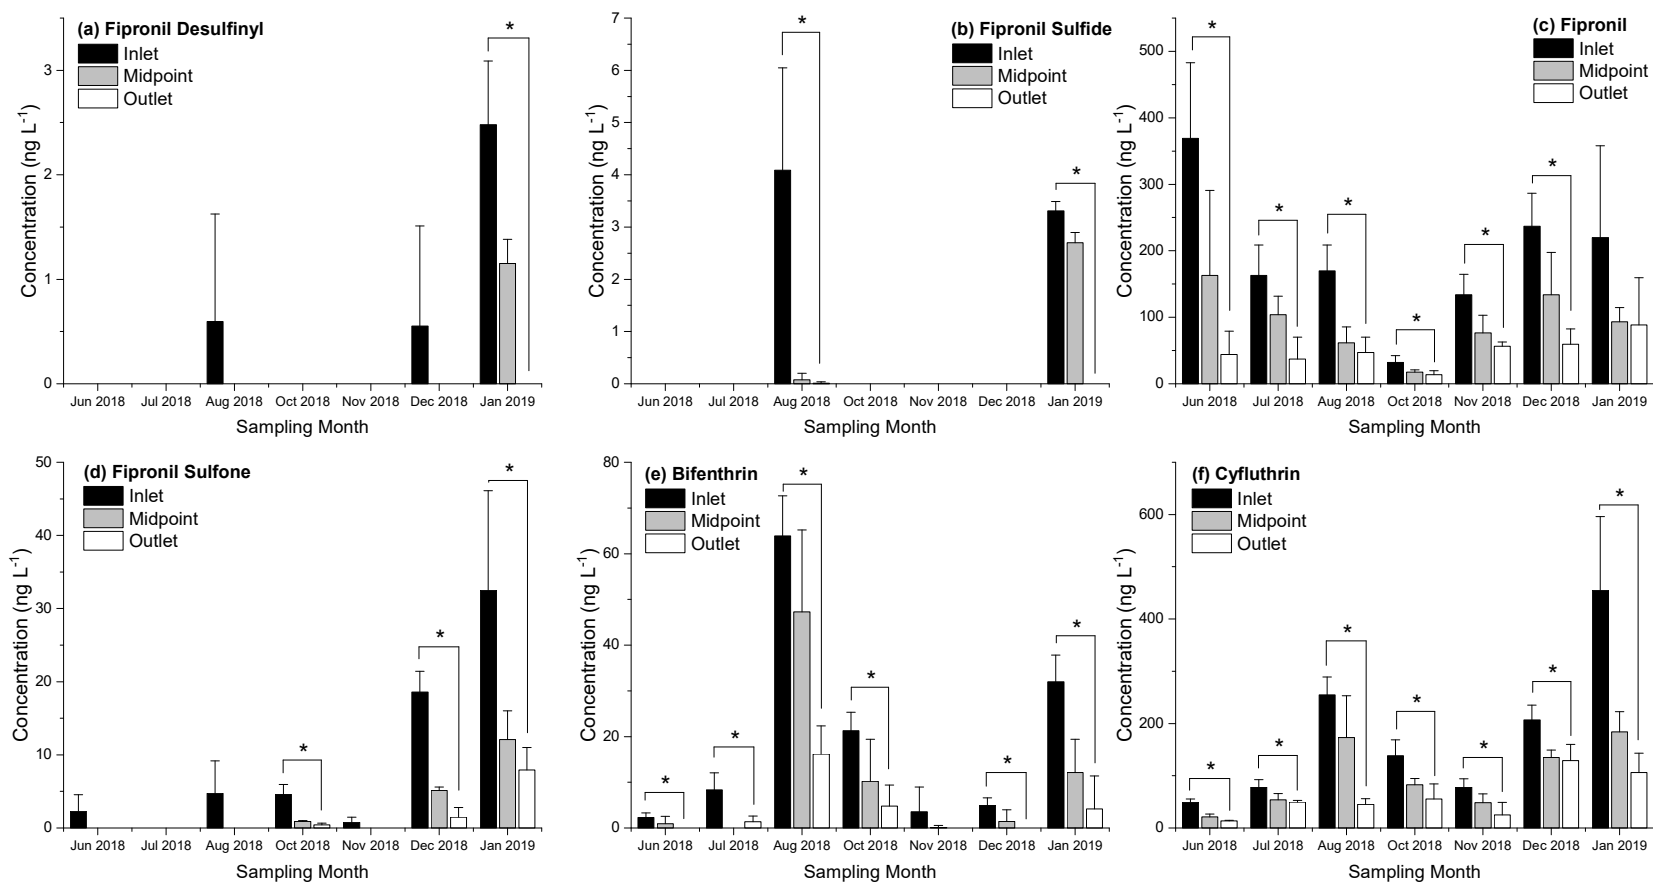 (a) Fipronil Desulfinyl
Inlet
Midpoint
Outlet
*
3
2
1
0
Concentration (ng L⁻¹)
Jun 2018 Jul 2018 Aug 2018 Oct 2018 Nov 2018 Dec 2018 Jan 2019
Sampling Month
(b) Fipronil Sulfide
Inlet
Midpoint
Outlet
*
*
7
6
5
4
3
2
1
0
Concentration (ng L⁻¹)
Jun 2018 Jul 2018 Aug 2018 Oct 2018 Nov 2018 Dec 2018 Jan 2019
Sampling Month
(c) Fipronil
Inlet
Midpoint
Outlet
*
*
*
*
*
*
500
400
300
200
100
0
Concentration (ng L⁻¹)
Jun 2018 Jul 2018 Aug 2018 Oct 2018 Nov 2018 Dec 2018 Jan 2019
Sampling Month
(d) Fipronil Sulfone
Inlet
Midpoint
Outlet
*
*
*
50
40
30
20
10
0
Concentration (ng L⁻¹)
Jun 2018 Jul 2018 Aug 2018 Oct 2018 Nov 2018 Dec 2018 Jan 2019
Sampling Month
(e) Bifenthrin
Inlet
Midpoint
Outlet
*
*
*
*
*
*
80
60
40
20
0
Concentration (ng L⁻¹)
Jun 2018 Jul 2018 Aug 2018 Oct 2018 Nov 2018 Dec 2018 Jan 2019
Sampling Month
(f) Cyfluthrin
Inlet
Midpoint
Outlet
*
*
*
*
*
*
*
600
400
200
0
Concentration (ng L⁻¹)
Jun 2018 Jul 2018 Aug 2018 Oct 2018 Nov 2018 Dec 2018 Jan 2019
Sampling Month